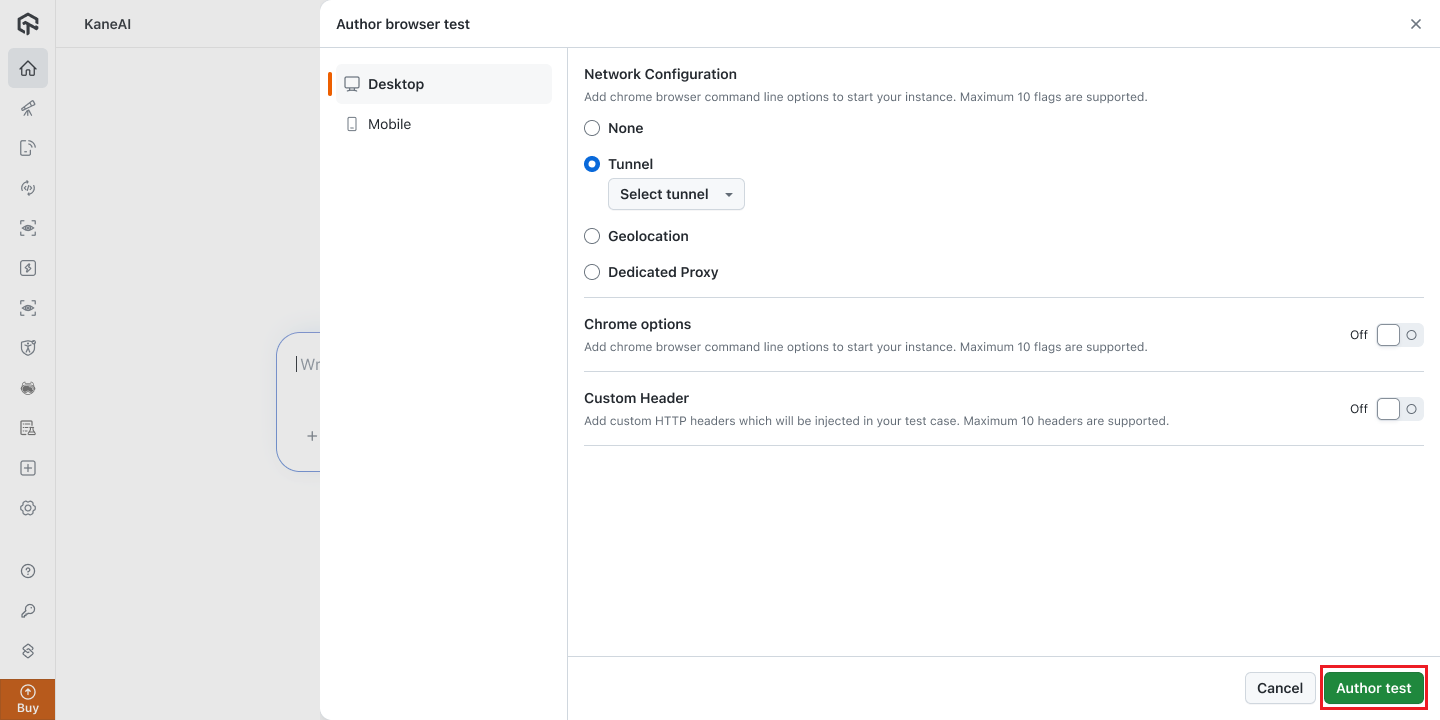 KaneAI
Author browser test
Desktop
Mobile
Network Configuration
Add chrome browser command line options to start your instance. Maximum 10 flags are supported.
None
Tunnel
Select tunnel
Geolocation
Dedicated Proxy
Chrome options
Add chrome browser command line options to start your instance. Maximum 10 flags are supported.
Off
Custom Header
Add custom HTTP headers which will be injected in your test case. Maximum 10 headers are supported.
Off
Wr
Buy
Cancel
Author test